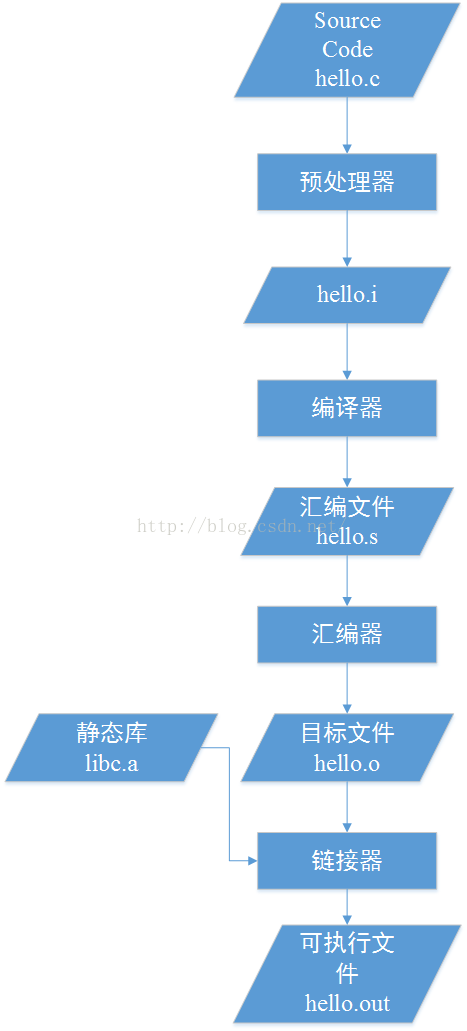 Source
Code
hello.c
预处理器
hello.i
编译器
汇编文件
hello.s
http://blog.csdn.net/
汇编器
静态库
libc.a
目标文件
hello.o
链接器
可执行文
件
hello.out